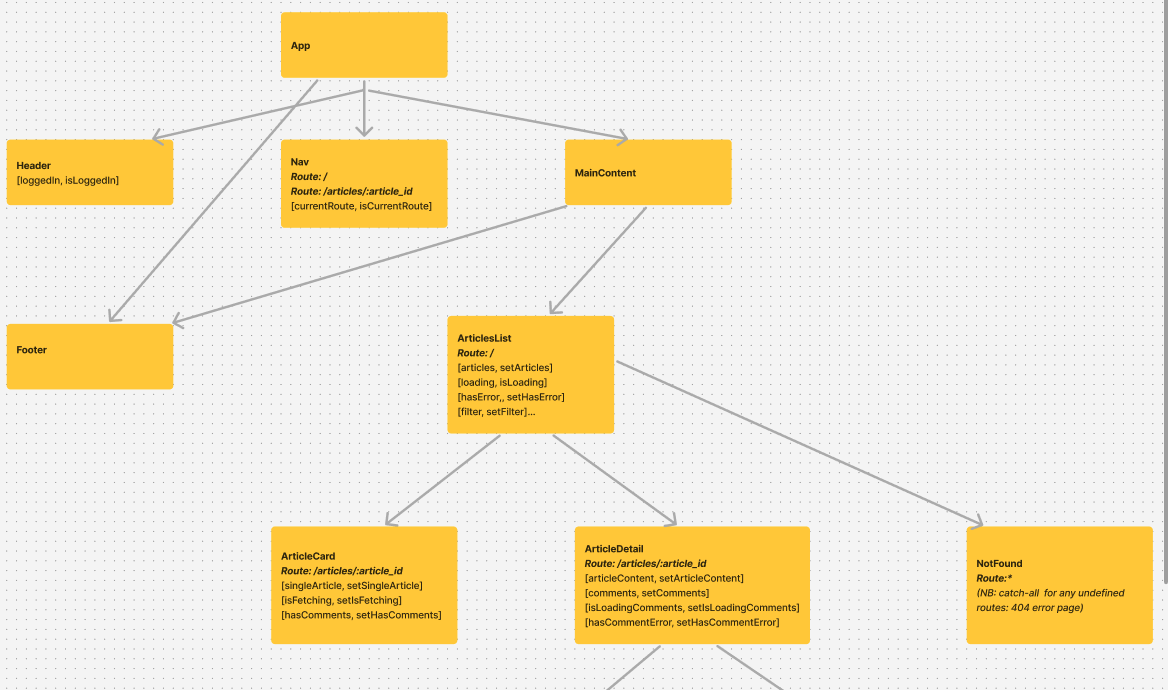 App
Header
[loggedIn, isLoggedIn]
Nav
Route: /
Route: /articles/:article_id
[currentRoute, isCurrentRoute]
MainContent
Footer
ArticlesList
Route: /
[articles, setArticles]
[loading, isLoading]
[hasError,, setHasError]
[filter, setFilter]...
ArticleCard
Route: /articles/:article_id
[singleArticle, setSingleArticle]
[isFetching, setIsFetching]
[hasComments, setHasComments]
ArticleDetail
Route: /articles/:article_id
[articleContent, setArticleContent]
[comments, setComments]
[isLoadingComments, setIsLoadingComments]
[hasCommentError, setHasCommentError]
NotFound
Route:*
(NB: catch-all for any undefined
routes: 404 error page)